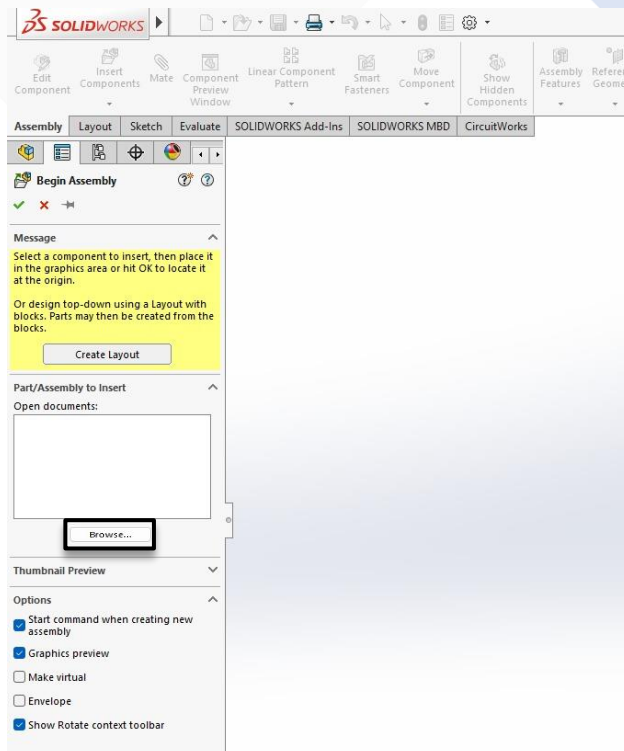 SOLIDWORKS
Edit Component
Insert Components
Mate
Component Preview Window
Linear Component Pattern
Smart Fasteners
Move Component
Show Hidden Components
Assembly Features
Assembly Layout Sketch Evaluate SOLIDWORKS Add-Ins SOLIDWORKS MBD CircuitWorks
Begin Assembly
Message
Select a component to insert, then place it
in the graphics area or hit OK to locate it
at the origin.
Or design top-down using a Layout with
blocks. Parts may then be created from the
blocks.
Create Layout
Part/Assembly to Insert
Open documents:
Browse...
Thumbnail Preview
Options
Start command when creating new
assembly
Graphics preview
Make virtual
Envelope
Show Rotate context toolbar